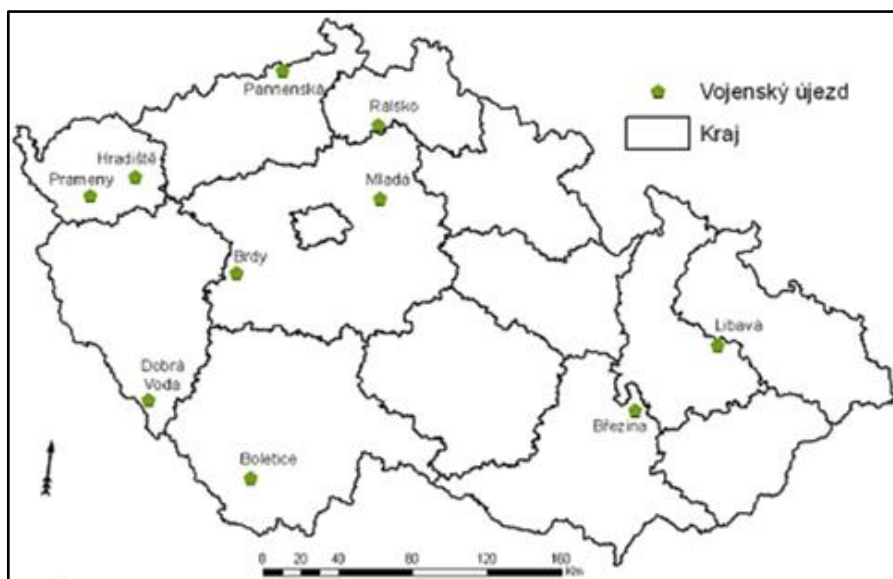 Pannenská
Ralsko
Vojenský újezd
Kraj
Hradiště
Prameny
Mladá
Brdy
Libavá
Dobrá
Voda
Březina
Boletice
0 20 40 80 120 160
Km